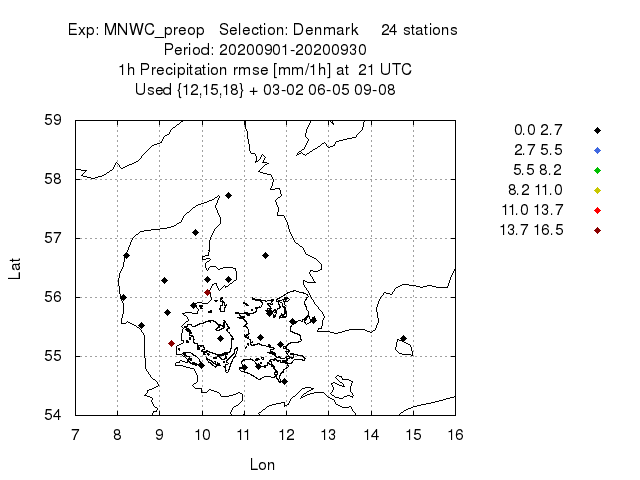 Exp: MNWC_preop   Selection: Denmark     24 stations
Period: 20200901-20200930
1h Precipitation rmse [mm/1h] at  21 UTC
Used {12,15,18} + 03-02 06-05 09-08
0.0 2.7
2.7 5.5
5.5 8.2
8.2 11.0
11.0 13.7
13.7 16.5
59
58
57
56
55
54
Lat
7 8 9 10 11 12 13 14 15 16
Lon